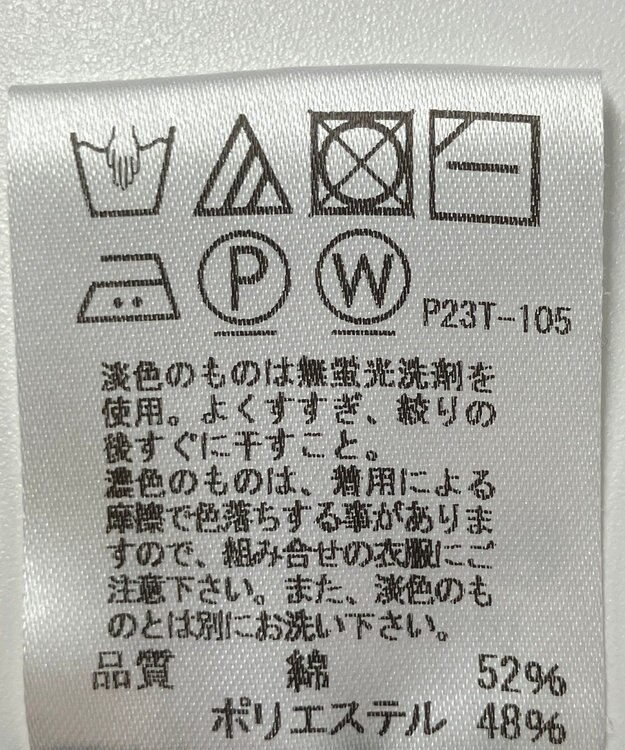 P
W
P23T-105
淡色のものは無蛍光洗剤を
使用。よくすすぎ、絞りの
後すぐに干すこと。
濃色のものは、着用による
摩擦で色落ちする事がありま
すので、組み合せの衣服にご
注意下さい。また、淡色のも
のとは別にお洗い下さい。
品質 綿 52%
ポリエステル 48%